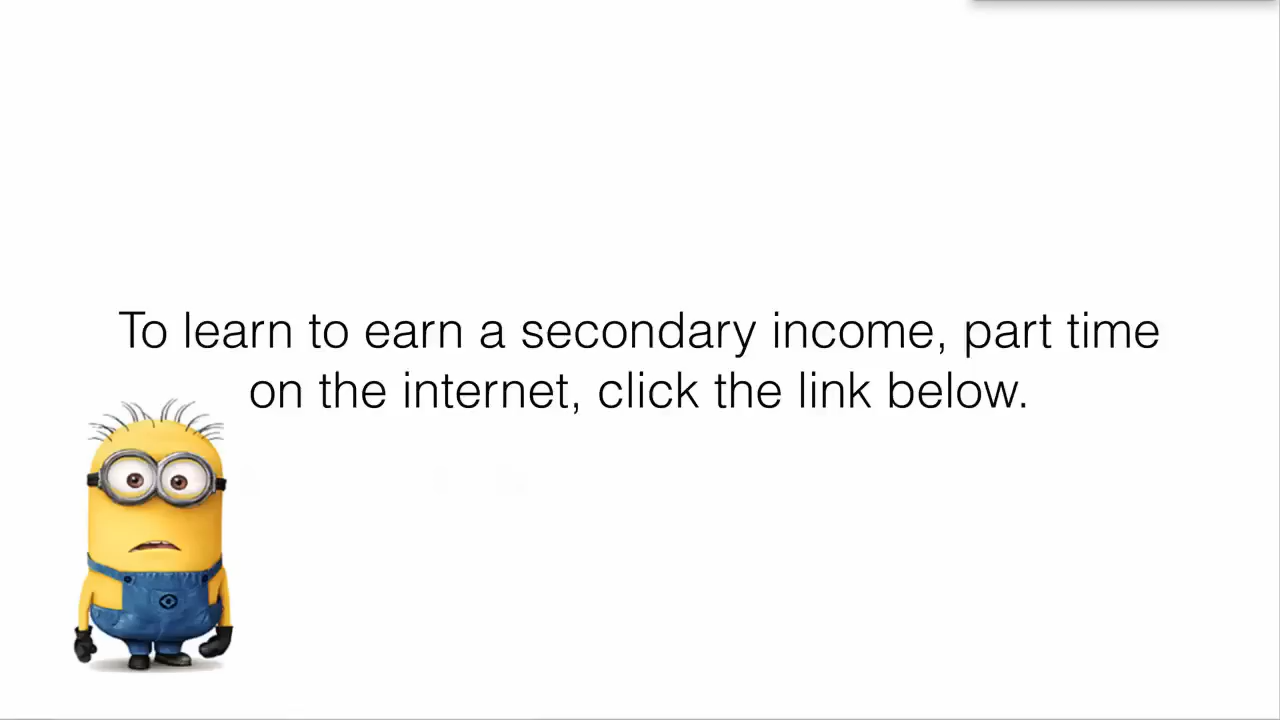 To learn to earn a secondary income, part time
on the internet, click the link below.